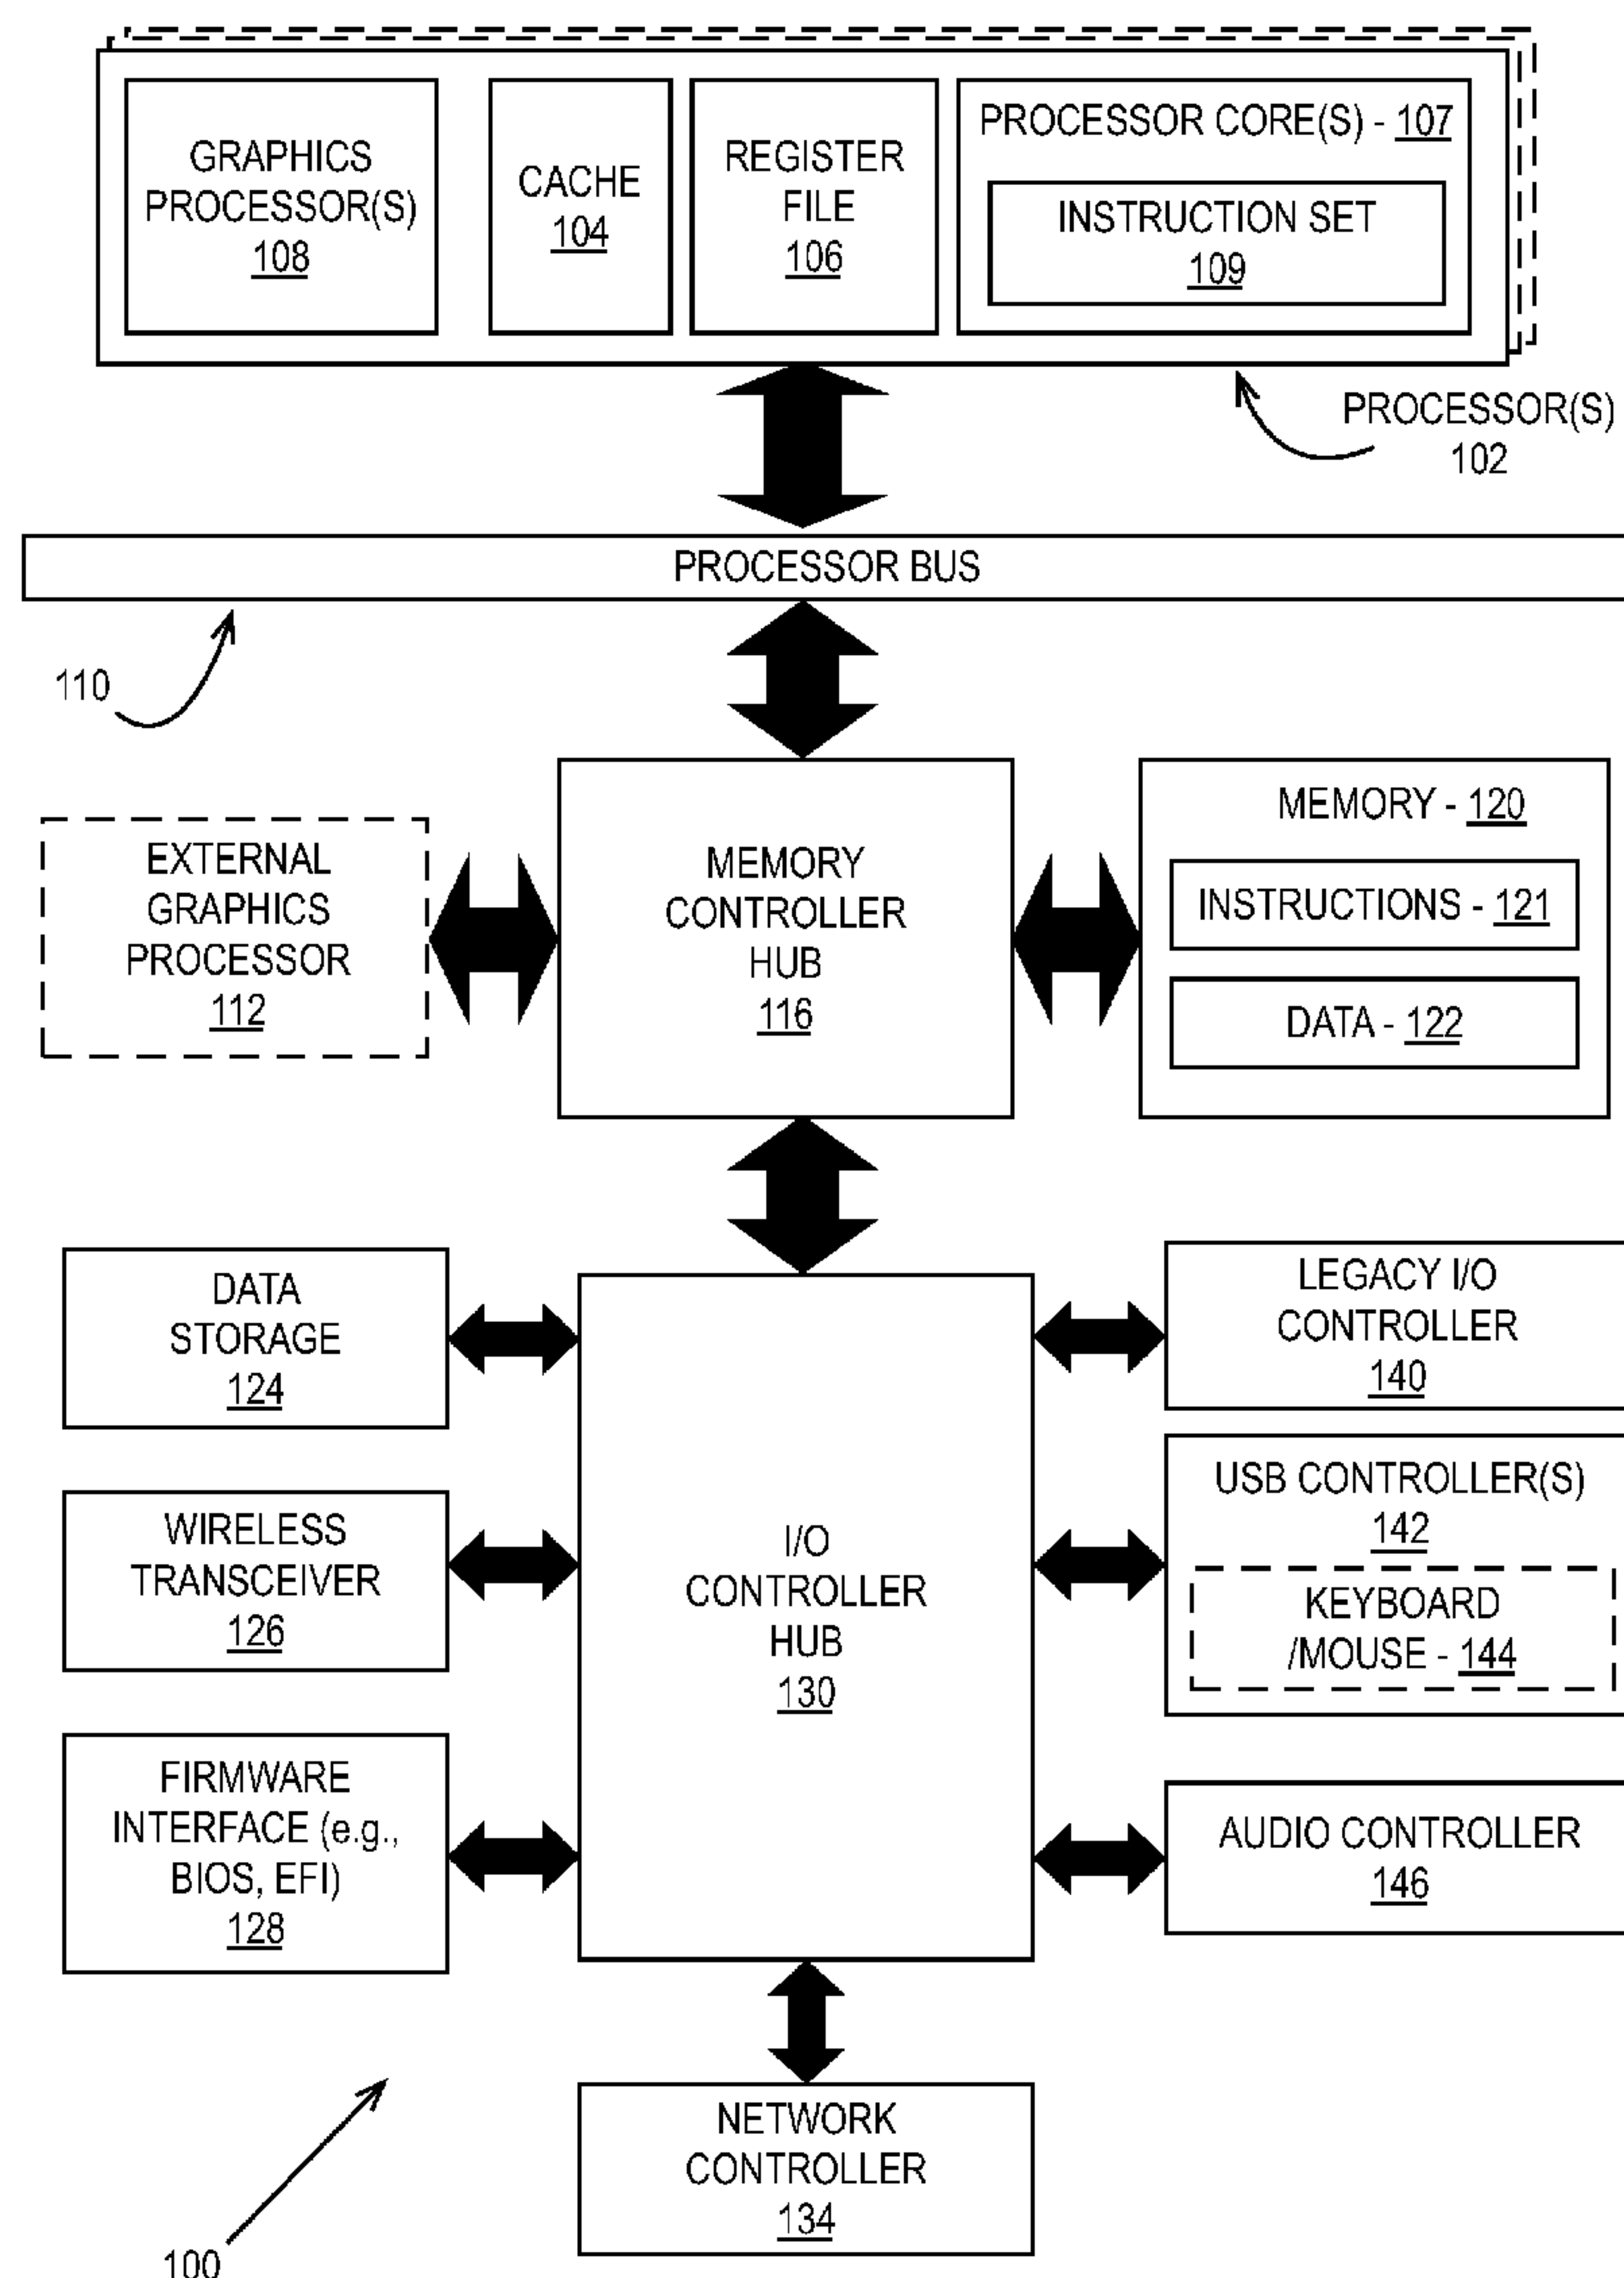 GRAPHICS
PROCESSOR(S)
108
CACHE
104
REGISTER
FILE
106
PROCESSOR CORE(S) - 107
INSTRUCTION SET
109
PROCESSOR(S)
102
PROCESSOR BUS
110
EXTERNAL
GRAPHICS
PROCESSOR
112
MEMORY
CONTROLLER
HUB
116
MEMORY - 120
INSTRUCTIONS - 121
DATA - 122
DATA
STORAGE
124
WIRELESS
TRANSCEIVER
126
FIRMWARE
INTERFACE (e.g.,
BIOS, EFI)
128
I/O
CONTROLLER
HUB
130
LEGACY I/O
CONTROLLER
140
USB CONTROLLER(S)
142
KEYBOARD
/MOUSE - 144
AUDIO CONTROLLER
146
NETWORK
CONTROLLER
134
100